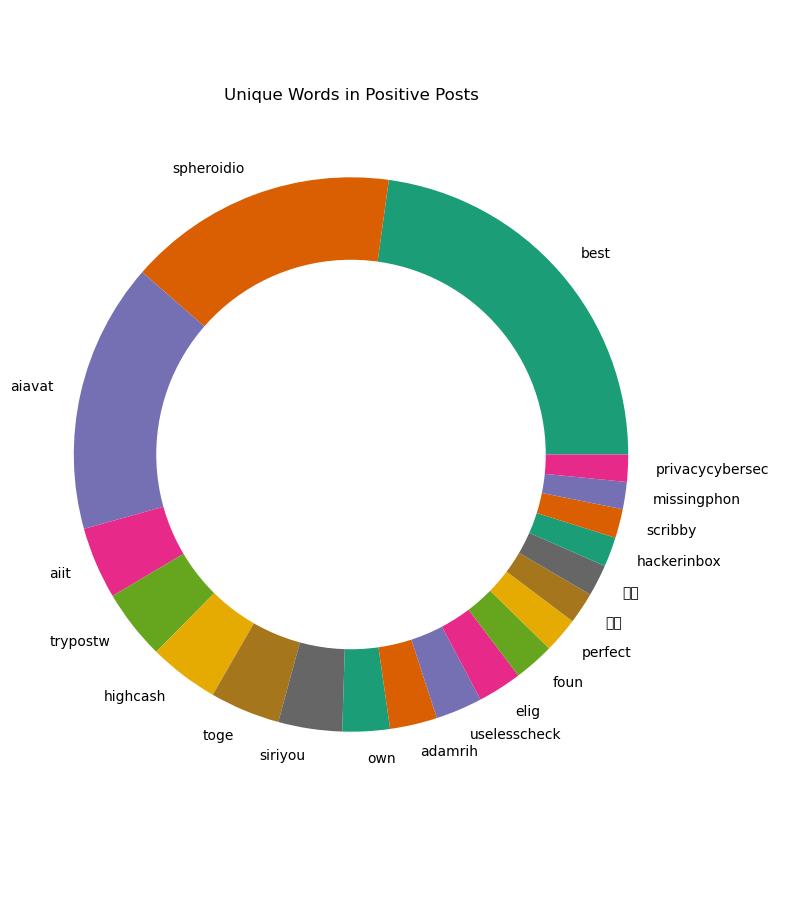 Unique Words in Positive Posts
spheroidio
best
aiavat
privacycybersec
missingphon
scribby
hackerinbox
aiit
perfect
trypostw
foun
highcash
elig
uselesscheck
toge
adamrih
siriyou
own